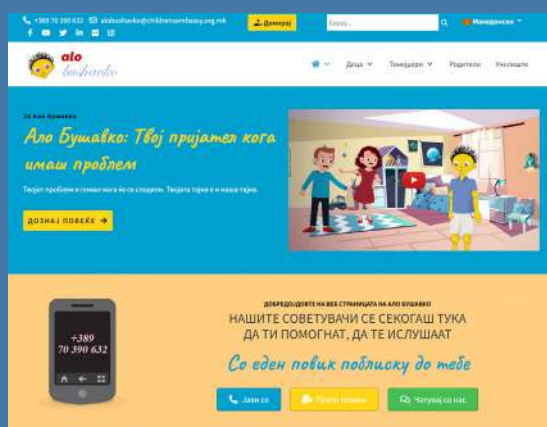 +389 70 390 632 alobushavko@childrensembassy.org.mk Донирај Барај... Македонски
alo
bushavko
Деца Тинејџери Родители Училиште
За Ало Бушавко
Ало Бушавко: Твој пријател кога
имаш проблем
Твојот проблем е помал кога ќе се сподели. Твојата тајна е и наша тајна.
ДОЗНАЈ ПОВЕЌЕ →
ДОБРЕДОЈДОВТЕ НА ВЕБ СТРАНИЦАТА НА АЛО БУШАВКО
НАШИТЕ СОВЕТУВАЧИ СЕ СЕКОГАШ ТУКА
ДА ТИ ПОМОГНАТ, ДА ТЕ ИСЛУШААТ
+389
70 390 632
Со еден повик поблиску до тебе
Јави се Прати порака Чатувај со нас